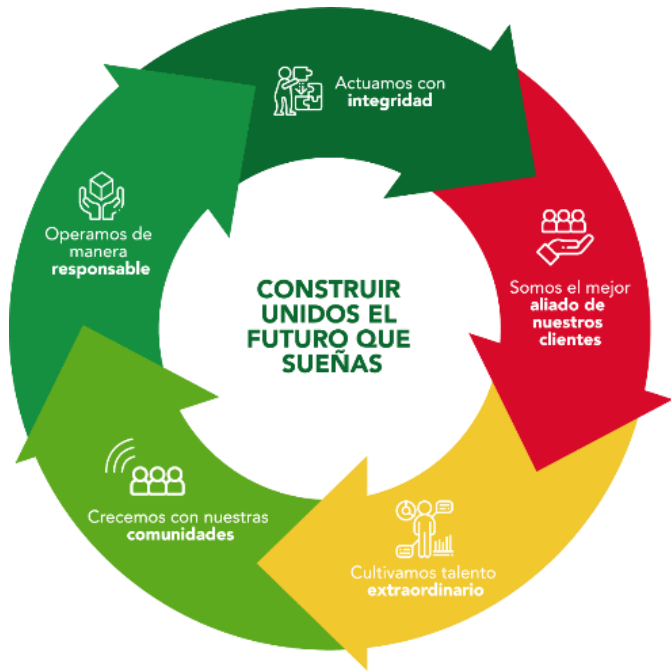 Actuamos con
integridad
Somos el mejor
aliado de
nuestros
clientes
Cultivamos talento
extraordinario
Crecemos con nuestras
comunidades
Operamos de
manera
responsable
CONSTRUIR
UNIDOS EL
FUTURO QUE
SUEÑAS